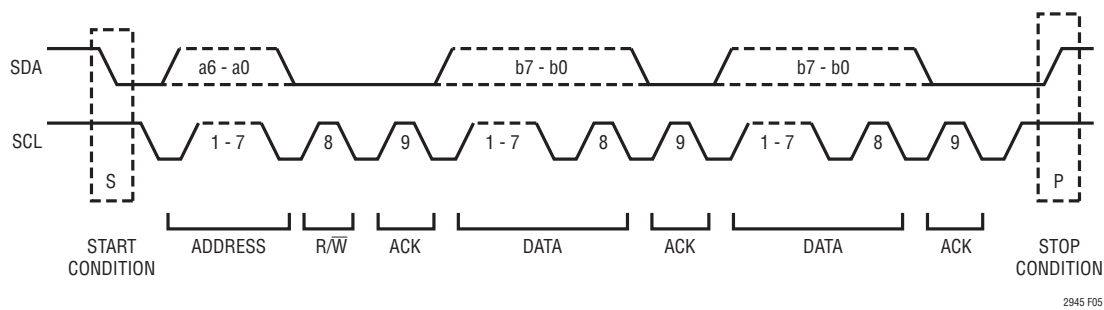 SDA
a6 - a0
b7 - b0
b7 - b0
SCL
1 - 7
8
9
1 - 7
8
9
1 - 7
8
9
S
P
START
CONDITION
ADDRESS
R/W̅
ACK
DATA
ACK
DATA
ACK
STOP
CONDITION
2945 F05